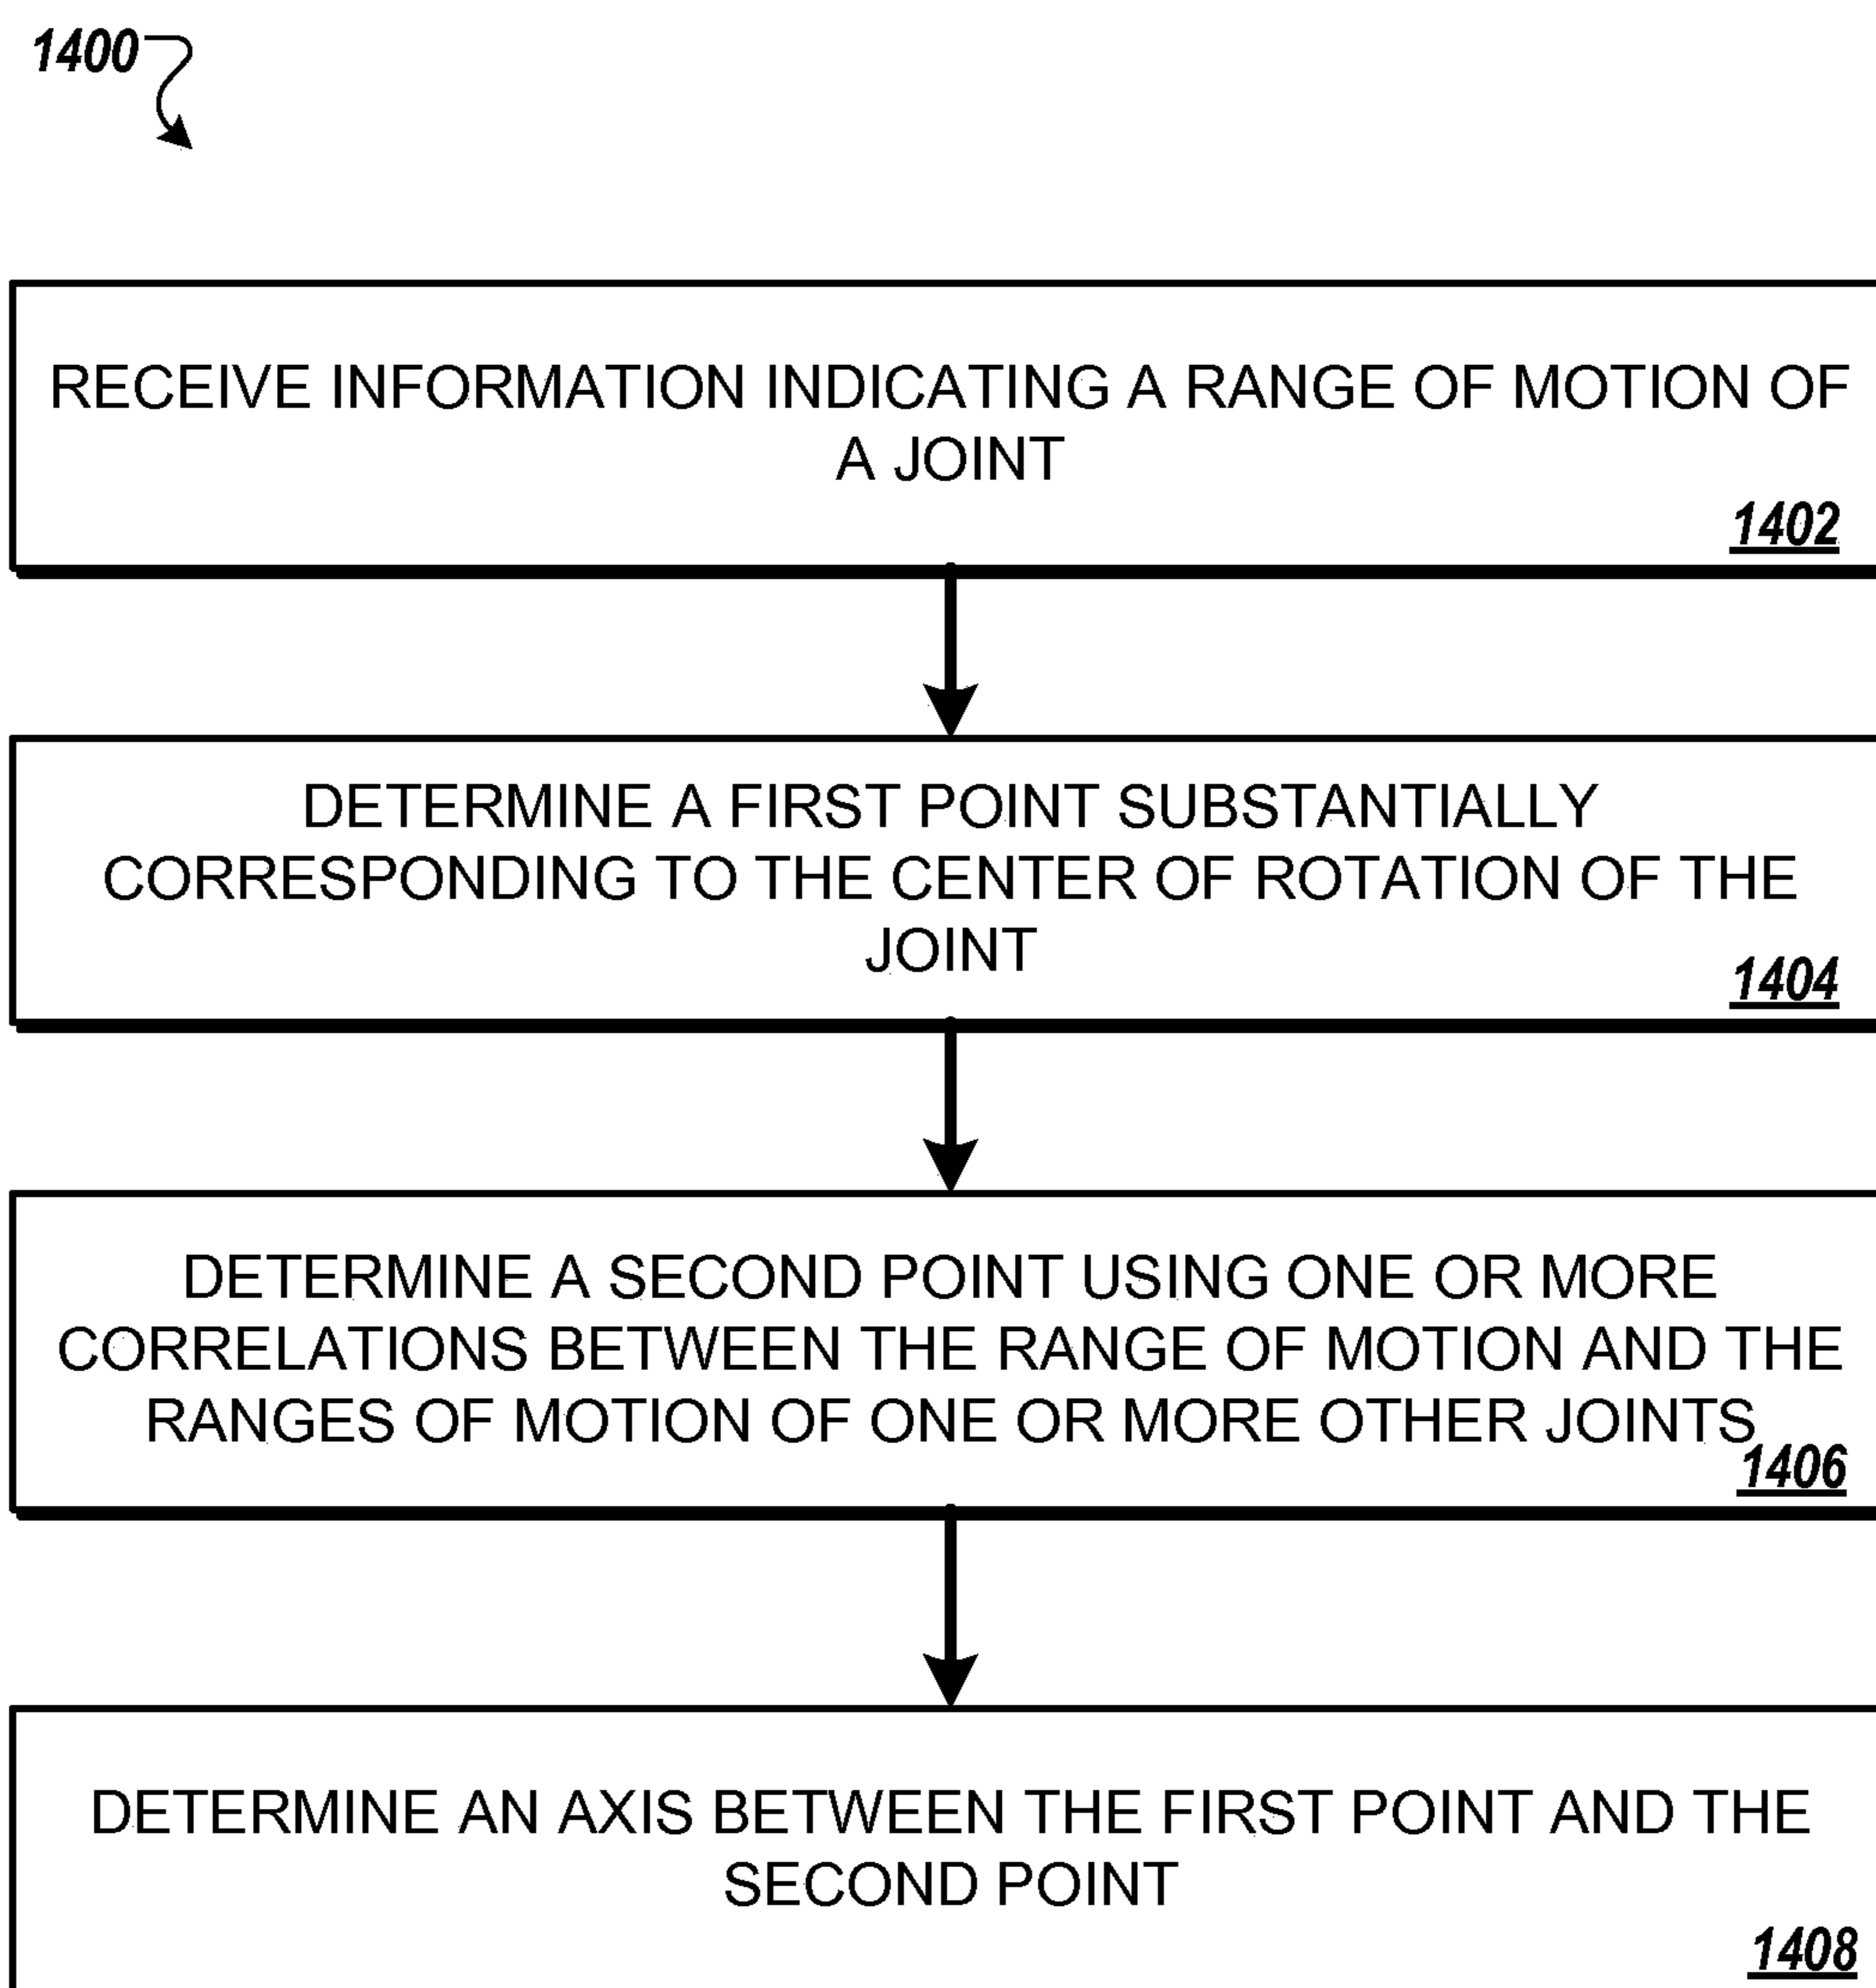 1400
RECEIVE INFORMATION INDICATING A RANGE OF MOTION OF
A JOINT
1402
DETERMINE A FIRST POINT SUBSTANTIALLY
CORRESPONDING TO THE CENTER OF ROTATION OF THE
JOINT
1404
DETERMINE A SECOND POINT USING ONE OR MORE
CORRELATIONS BETWEEN THE RANGE OF MOTION AND THE
RANGES OF MOTION OF ONE OR MORE OTHER JOINTS
1406
DETERMINE AN AXIS BETWEEN THE FIRST POINT AND THE
SECOND POINT
1408